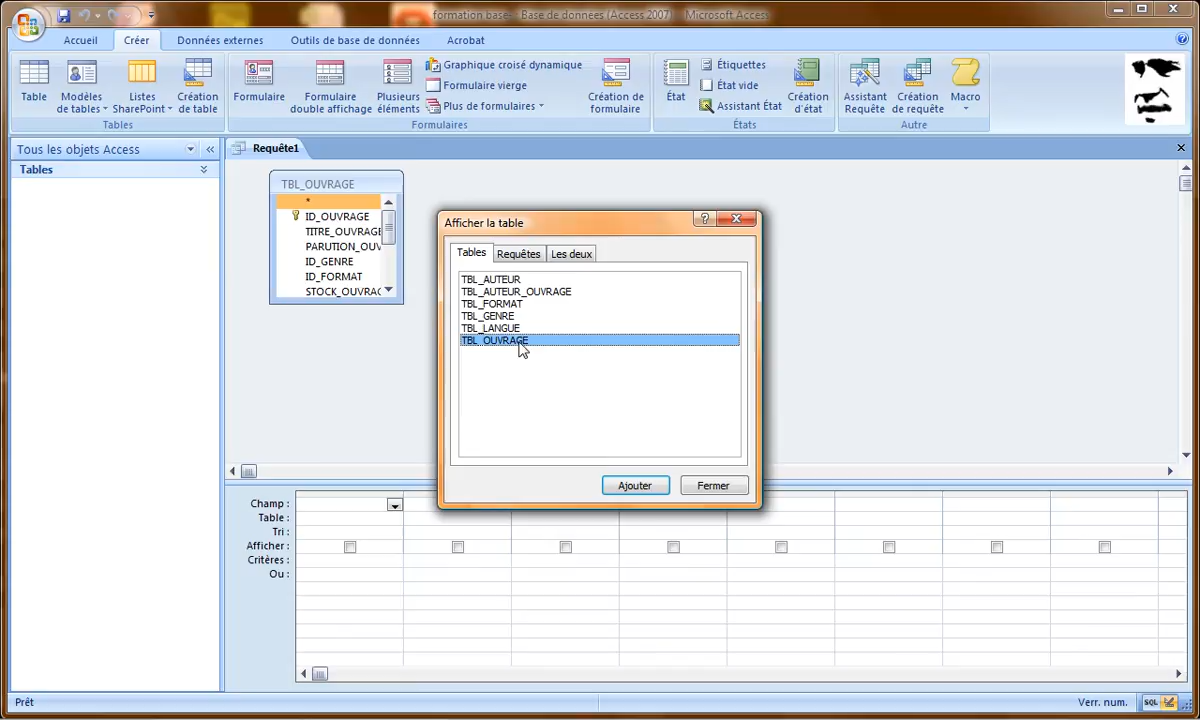 formation base - Base de données (Access 2007) - Microsoft Access
Accueil Créer Données externes Outils de base de données Acrobat
Table
Modèles de tables
Listes SharePoint
Création de table
Tables
Formulaire
Formulaire double affichage
Plusieurs éléments
Graphique croisé dynamique
Formulaire vierge
Plus de formulaires
Création de formulaire
Formulaires
État
Étiquettes
État vide
Assistant État
Création d'état
États
Assistant Requête
Création de requête
Macro
Autre
Tous les objets Access
Tables
Requête1
TBL_OUVRAGE
*
ID_OUVRAGE
TITRE_OUVRAGE
PARUTION_OUV
ID_GENRE
ID_FORMAT
STOCK_OUVRAG
Afficher la table
Tables Requêtes Les deux
TBL_AUTEUR
TBL_AUTEUR_OUVRAGE
TBL_FORMAT
TBL_GENRE
TBL_LANGUE
TBL_OUVRAGE
Ajouter Fermer
Champ :
Table :
Tri :
Afficher :
Critères :
Ou :
Prêt
Verr. num.
SQL